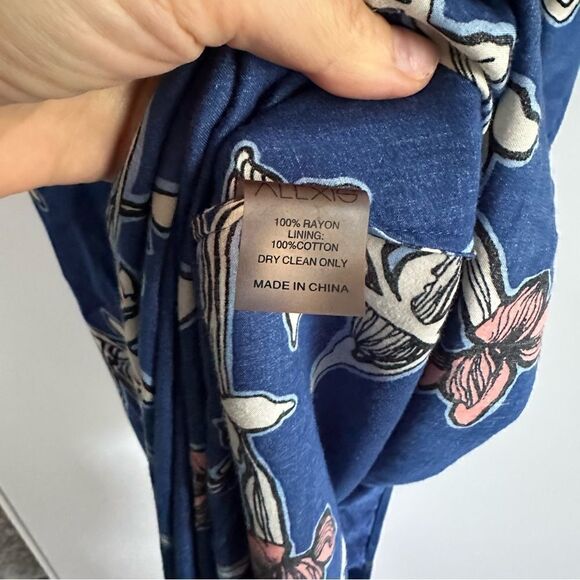 ALEXIS
100% RAYON
LINING:
100%COTTON
DRY CLEAN ONLY
MADE IN CHINA